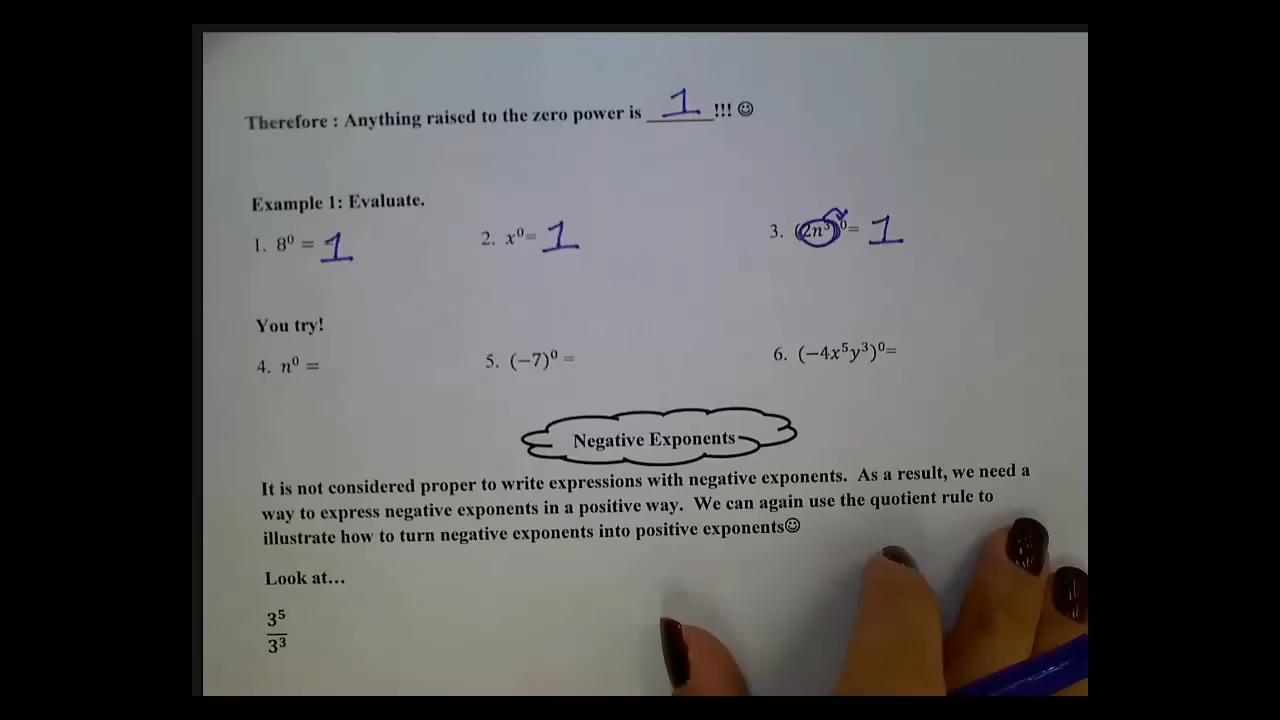 Therefore : Anything raised to the zero power is 1 !!! ☺
Example 1: Evaluate.
1. 8⁰ = 1
2. x⁰= 1
3. (2n³)⁰= 1
You try!
4. n⁰ =
5. (−7)⁰ =
6. (−4x⁵y³)⁰=
Negative Exponents
It is not considered proper to write expressions with negative exponents. As a result, we need a
way to express negative exponents in a positive way. We can again use the quotient rule to
illustrate how to turn negative exponents into positive exponents☺
Look at…
3⁵
3³